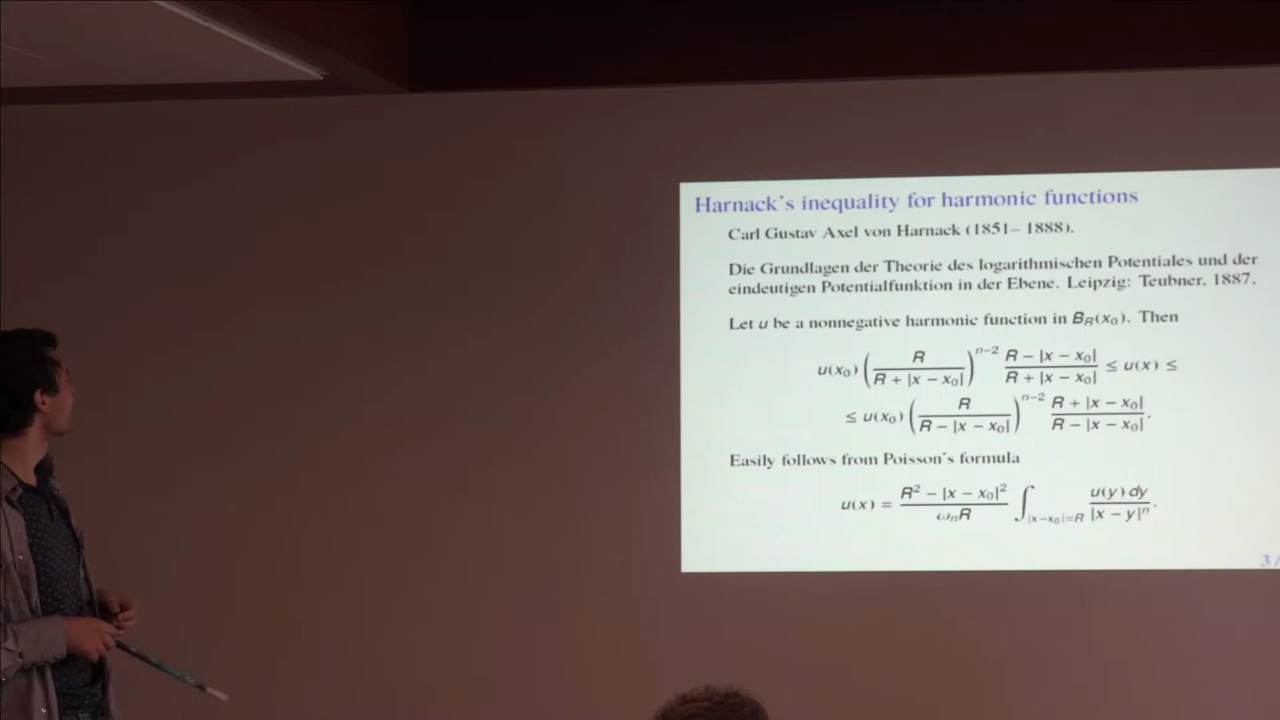 Harnack's inequality for harmonic functions
Carl Gustav Axel von Harnack (1851– 1888).
Die Grundlagen der Theorie des logarithmischen Potentiales und der
eindeutigen Potentialfunktion in der Ebene. Leipzig: Teubner, 1887.
Let u be a nonnegative harmonic function in B_R(x_0). Then
u(x_0) (R / (R + |x − x_0|))^{n−2} (R − |x − x_0|) / (R + |x − x_0|) ≤ u(x) ≤
≤ u(x_0) (R / (R − |x − x_0|))^{n−2} (R + |x − x_0|) / (R − |x − x_0|).
Easily follows from Poisson's formula
u(x) = (R^2 − |x − x_0|^2) / (ω_n R) ∫_{|x−x_0|=R} u(y) dy / |x − y|^n.
3/